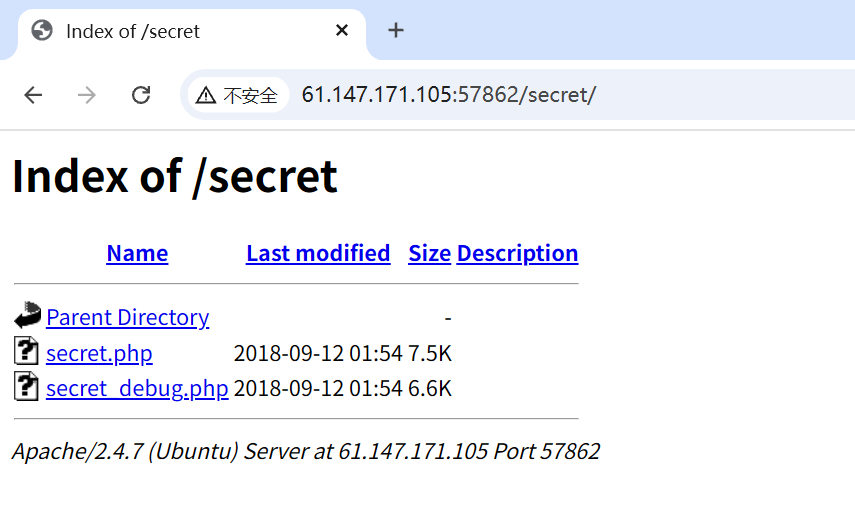 Index of /secret
不安全 61.147.171.105:57862/secret/
Index of /secret
Name Last modified Size Description
Parent Directory -
secret.php 2018-09-12 01:54 7.5K
secret_debug.php 2018-09-12 01:54 6.6K
Apache/2.4.7 (Ubuntu) Server at 61.147.171.105 Port 57862